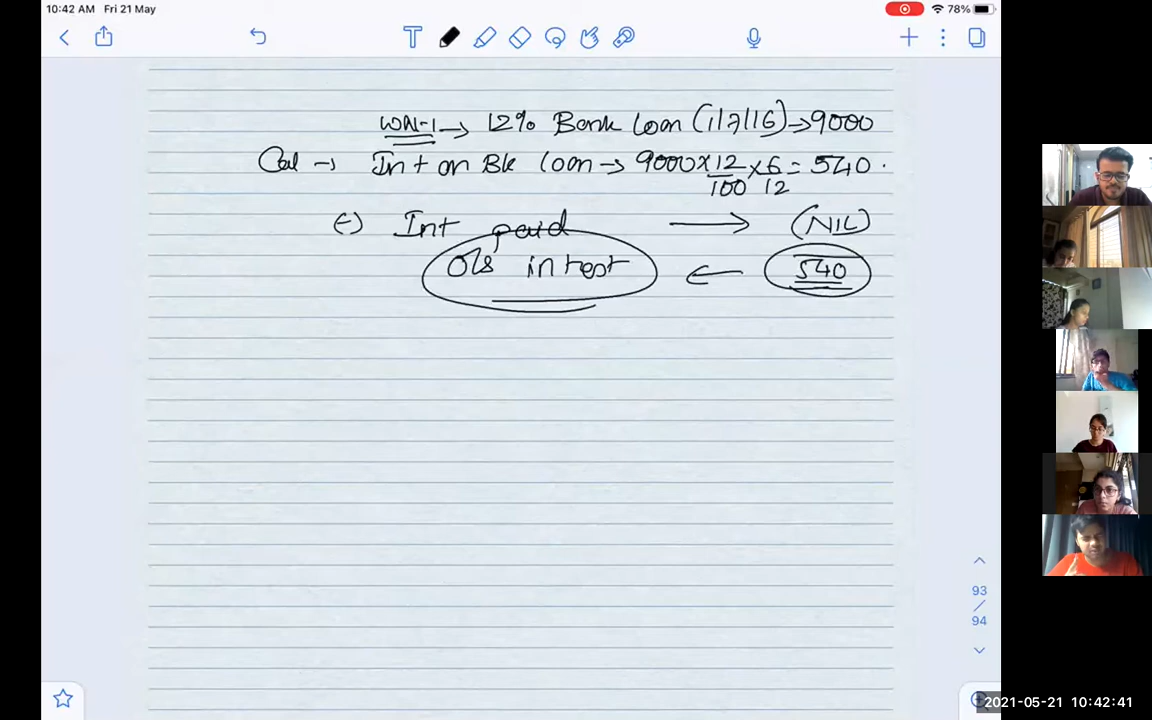 10:42 AM Fri 21 May
78%
T
WN-1 → 12% Bank loan (1/7/16) → 9000
Cal → Int on Bk loan → 9000 × 12/100 × 6/12 = 540.
(-) Int paid → (NIL)
O/s intest ← 540
93
/
94
2021-05-21 10:42:41